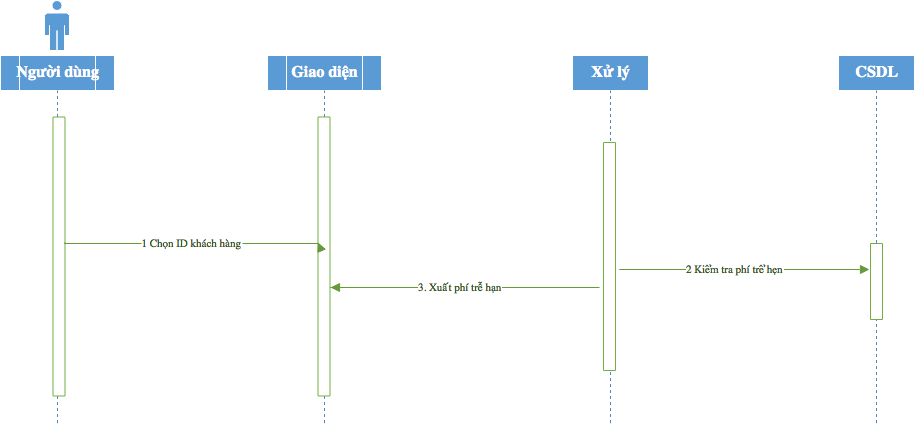 Người dùng
Giao diện
Xử lý
CSDL
1 Chọn ID khách hàng
2 Kiểm tra phí trể hẹn
3. Xuất phí trễ hạn